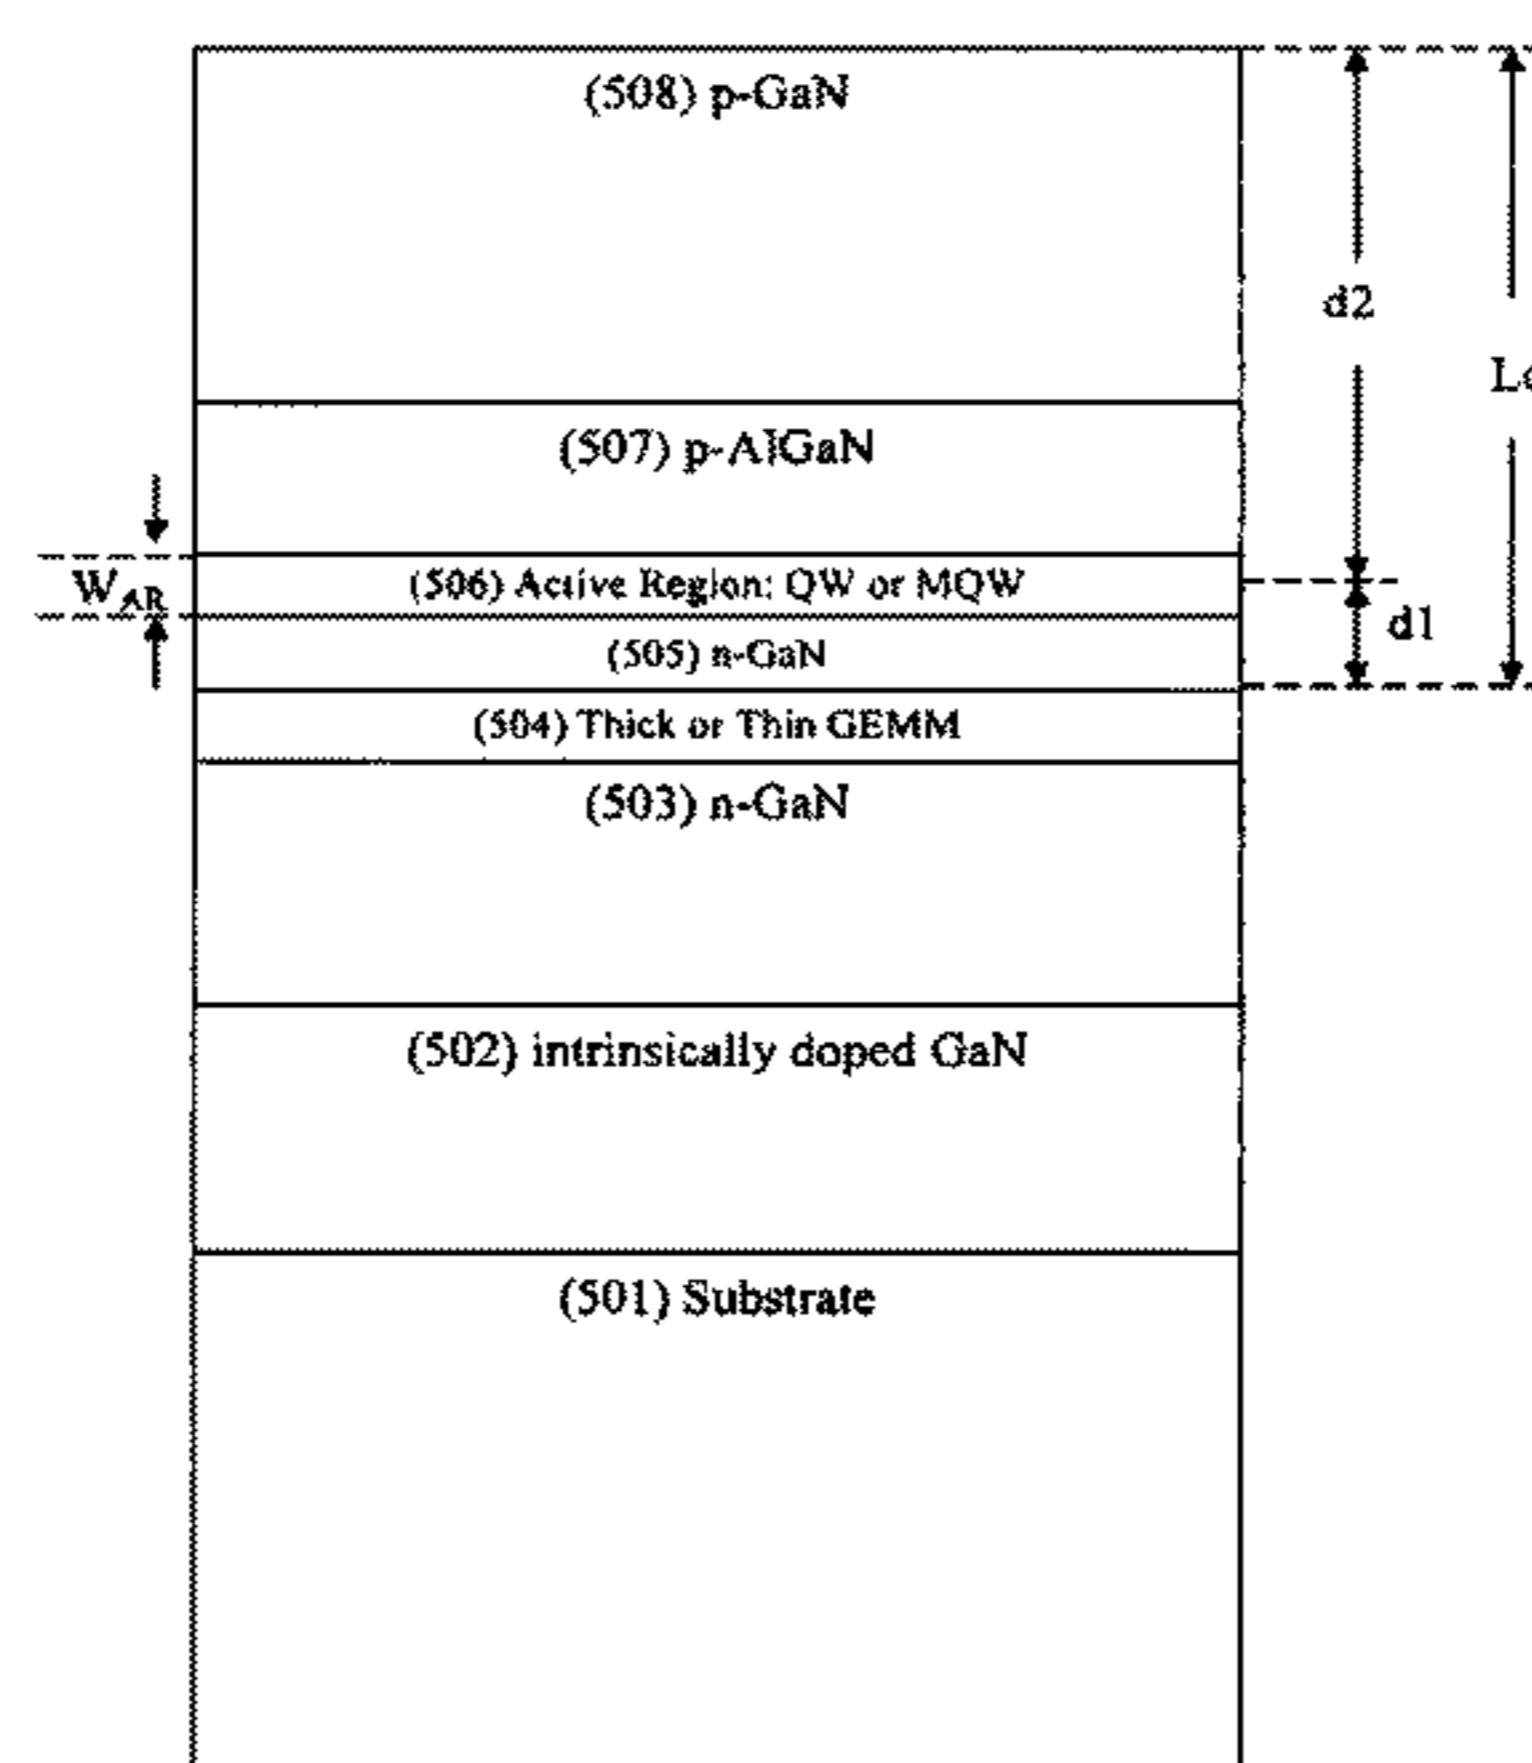 (508) p-GaN
d2
(507) p-AlGaN
W_AR
(506) Active Region: QW or MQW
d1
(505) n-GaN
(504) Thick or Thin GEMM
(503) n-GaN
(502) intrinsically doped GaN
(501) Substrate